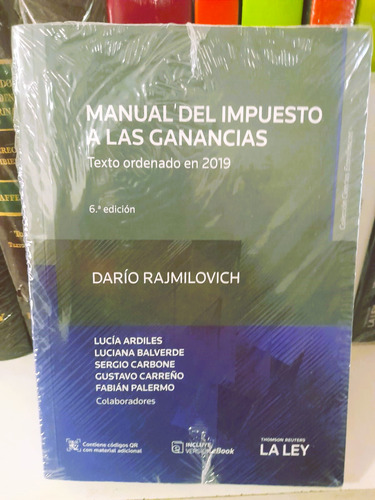 MANUAL DEL IMPUESTO
A LAS GANANCIAS
Texto ordenado en 2019
6.ª edición
DARÍO RAJMILOVICH
LUCÍA ARDILES
LUCIANA BALVERDE
SERGIO CARBONE
GUSTAVO CARREÑO
FABIÁN PALERMO
Colaboradores
Contiene códigos QR
con material adicional
INCLUYE
VERSIÓN eBook
THOMSON REUTERS
LA LEY